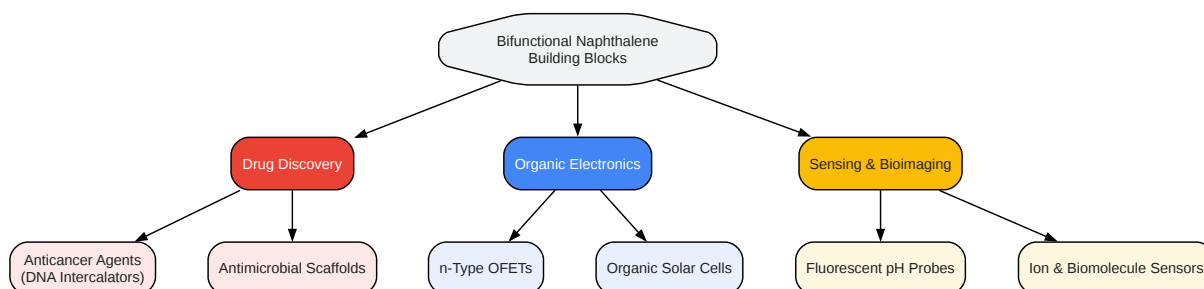 Bifunctional Naphthalene
Building Blocks
Drug Discovery
Organic Electronics
Sensing & Bioimaging
Anticancer Agents
(DNA Intercalators)
Antimicrobial Scaffolds
n-Type OFETs
Organic Solar Cells
Fluorescent pH Probes
Ion & Biomolecule Sensors